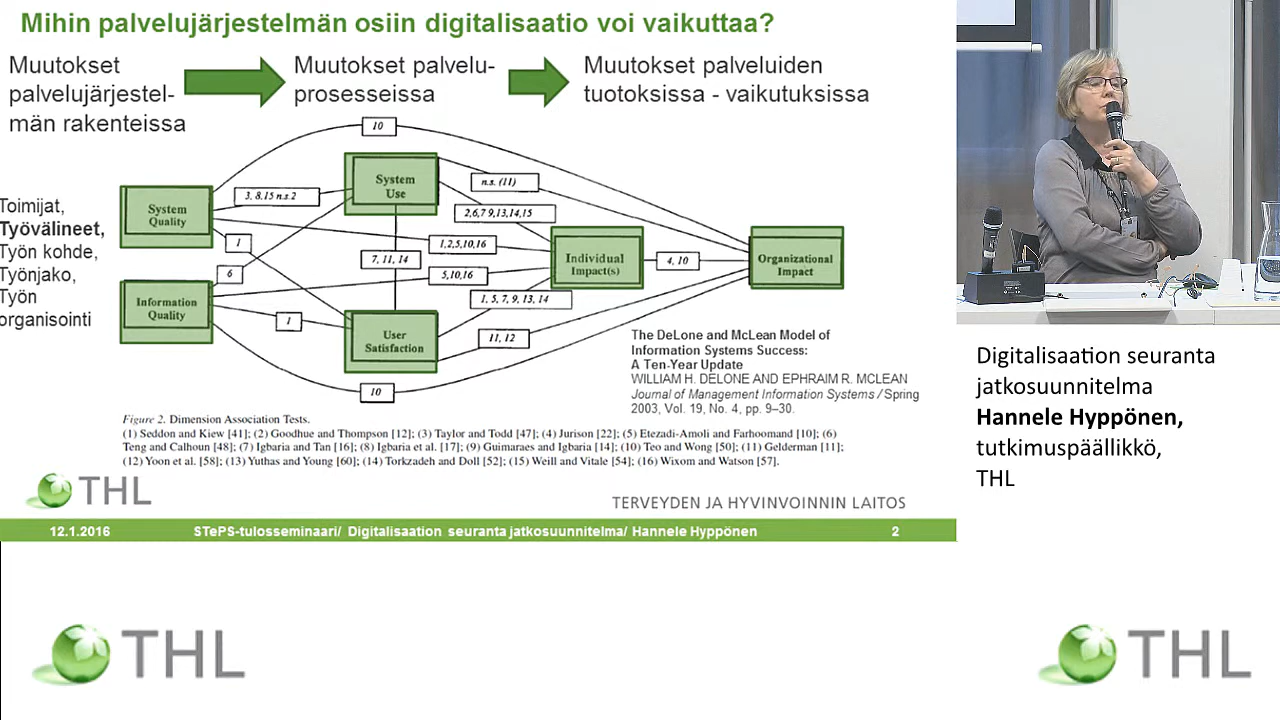 Mihin palvelujärjestelmän osiin digitalisaatio voi vaikuttaa?
Muutokset
palvelujärjestel-
män rakenteissa
Muutokset palvelu-
prosesseissa
Muutokset palveluiden
tuotoksissa - vaikutuksissa
Toimijat,
Työvälineet,
Työn kohde,
Työnjako,
Työn
organisointi
10
System
Quality
3, 8,15 n.s.2
System
Use
n.s. (11)
2,6,7 9,13,14,15
1
1,2,5,10,16
7, 11, 14
6
5,10,16
Individual
Impact(s)
4, 10
Organizational
Impact
Information
Quality
1
1, 5, 7, 9, 13, 14
User
Satisfaction
11, 12
10
The DeLone and McLean Model of
Information Systems Success:
A Ten-Year Update
WILLIAM H. DELONE AND EPHRAIM R. MCLEAN
Journal of Management Information Systems / Spring
2003, Vol. 19, No. 4, pp. 9–30.
Figure 2. Dimension Association Tests.
(1) Seddon and Kiew [41]; (2) Goodhue and Thompson [12]; (3) Taylor and Todd [47]; (4) Jurison [22]; (5) Etezadi-Amoli and Farhoomand [10]; (6)
Teng and Calhoun [48]; (7) Igbaria and Tan [16]; (8) Igbaria et al. [17]; (9) Guimaraes and Igbaria [14]; (10) Teo and Wong [50]; (11) Gelderman [11];
(12) Yoon et al. [58]; (13) Yuthas and Young [60]; (14) Torkzadeh and Doll [52]; (15) Weill and Vitale [54]; (16) Wixom and Watson [57].
THL
TERVEYDEN JA HYVINVOINNIN LAITOS
12.1.2016
STePS-tulosseminaari/ Digitalisaation seuranta jatkosuunnitelma/ Hannele Hyppönen
2
Digitalisaation seuranta
jatkosuunnitelma
Hannele Hyppönen,
tutkimuspäällikkö,
THL
THL
THL